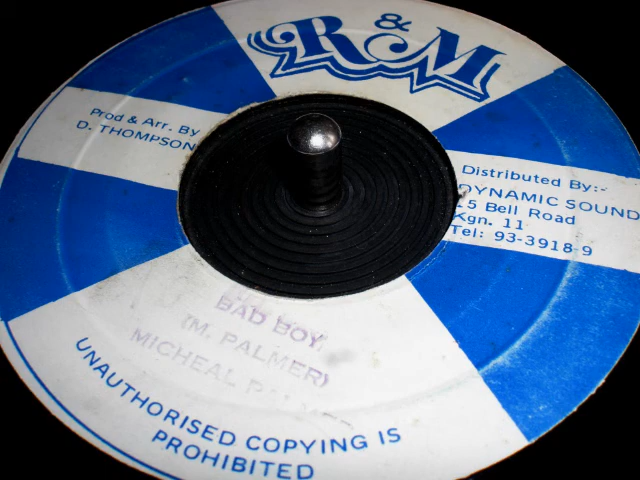 R&M
Prod & Arr. By
D. THOMPSON
Distributed By:-
DYNAMIC SOUND
15 Bell Road
Kgn. 11
Tel: 93-3918-9
BAD BOY
(M. PALMER)
MICHEAL
UNAUTHORISED COPYING IS
PROHIBITED